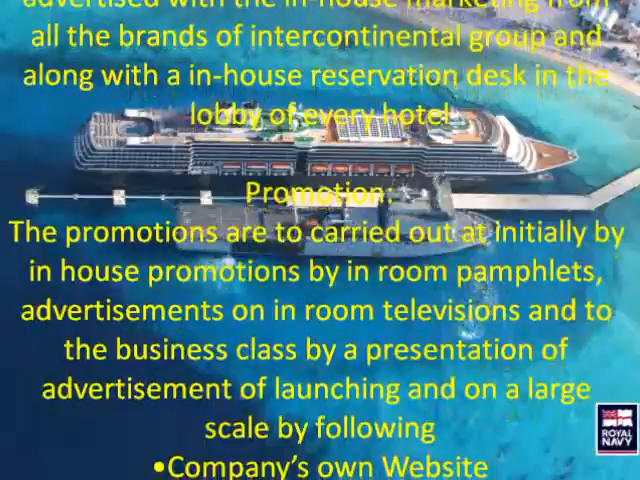 advertised with the in-house marketing from
all the brands of intercontinental group and
along with a in-house reservation desk in the
lobby of every hotel
Promotion:
The promotions are to carried out at initially by
in house promotions by in room pamphlets,
advertisements on in room televisions and to
the business class by a presentation of
advertisement of launching and on a large
scale by following
•Company's own Website
ROYAL
NAVY